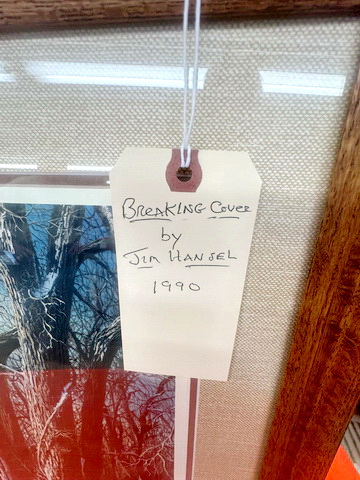 BREAKING COVER
by
JIM HANSEL
1990